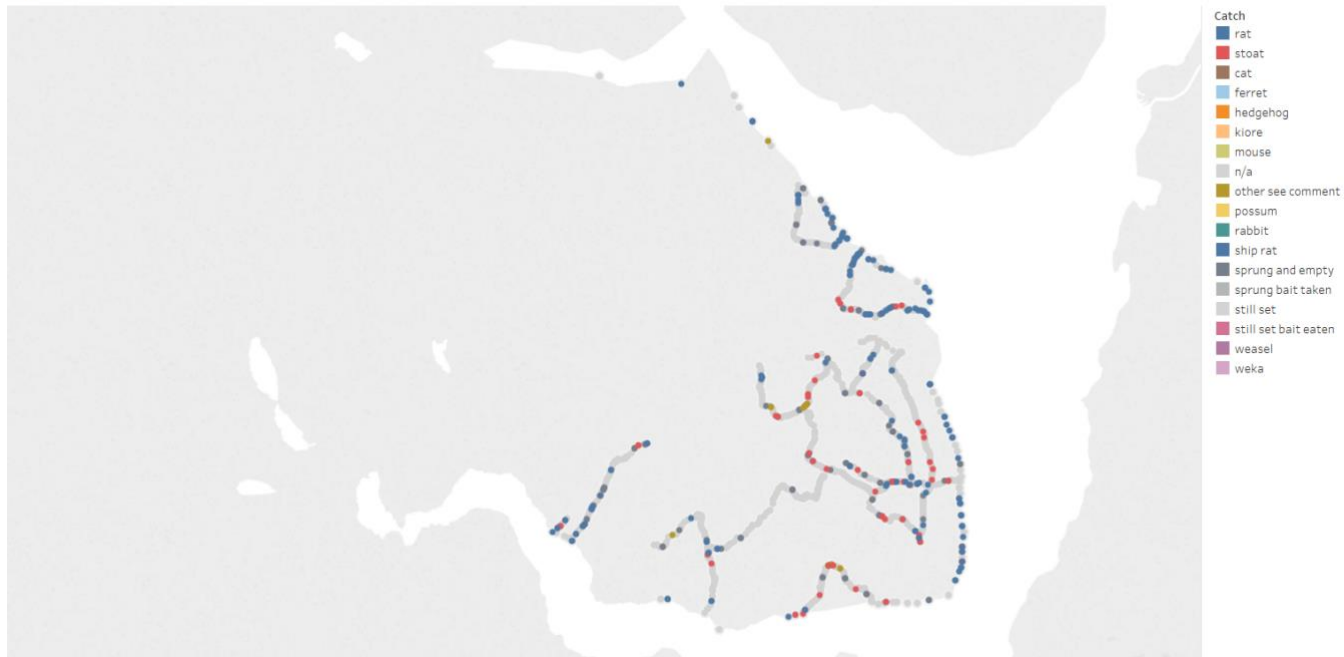 Catch
rat
stoat
cat
ferret
hedgehog
kiore
mouse
n/a
other see comment
possum
rabbit
ship rat
sprung and empty
sprung bait taken
still set
still set bait eaten
weasel
weka